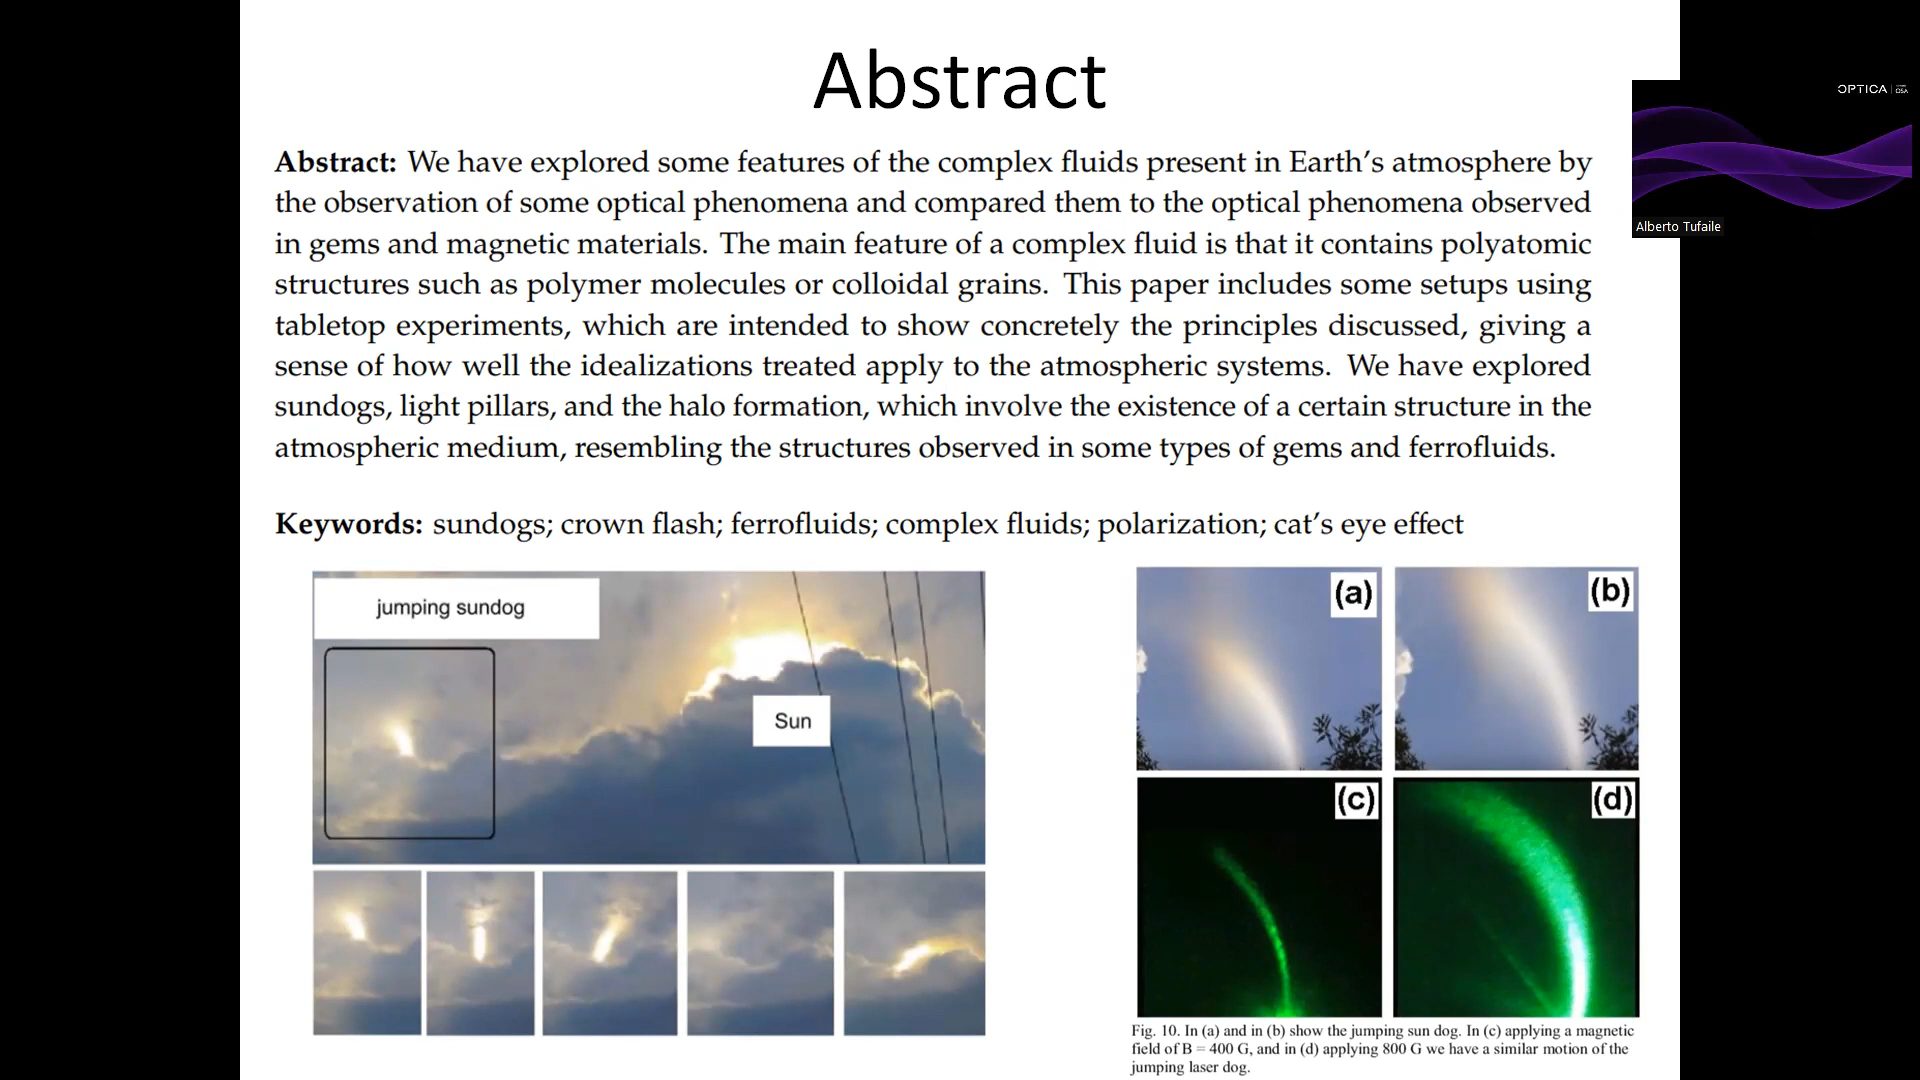 Abstract
Abstract: We have explored some features of the complex fluids present in Earth's atmosphere by
the observation of some optical phenomena and compared them to the optical phenomena observed
in gems and magnetic materials. The main feature of a complex fluid is that it contains polyatomic
structures such as polymer molecules or colloidal grains. This paper includes some setups using
tabletop experiments, which are intended to show concretely the principles discussed, giving a
sense of how well the idealizations treated apply to the atmospheric systems. We have explored
sundogs, light pillars, and the halo formation, which involve the existence of a certain structure in the
atmospheric medium, resembling the structures observed in some types of gems and ferrofluids.
Keywords: sundogs; crown flash; ferrofluids; complex fluids; polarization; cat's eye effect
jumping sundog
Sun
(a)
(b)
(c)
(d)
Fig. 10. In (a) and in (b) show the jumping sun dog. In (c) applying a magnetic
field of B = 400 G, and in (d) applying 800 G we have a similar motion of the
jumping laser dog.
OPTICA
OSA
Alberto Tufaile